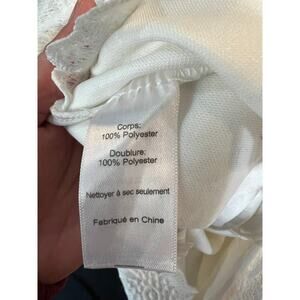 Corps:
100% Polyester
Doublure:
100% Polyester
Nettoyer à sec seulement
Fabriqué en Chine